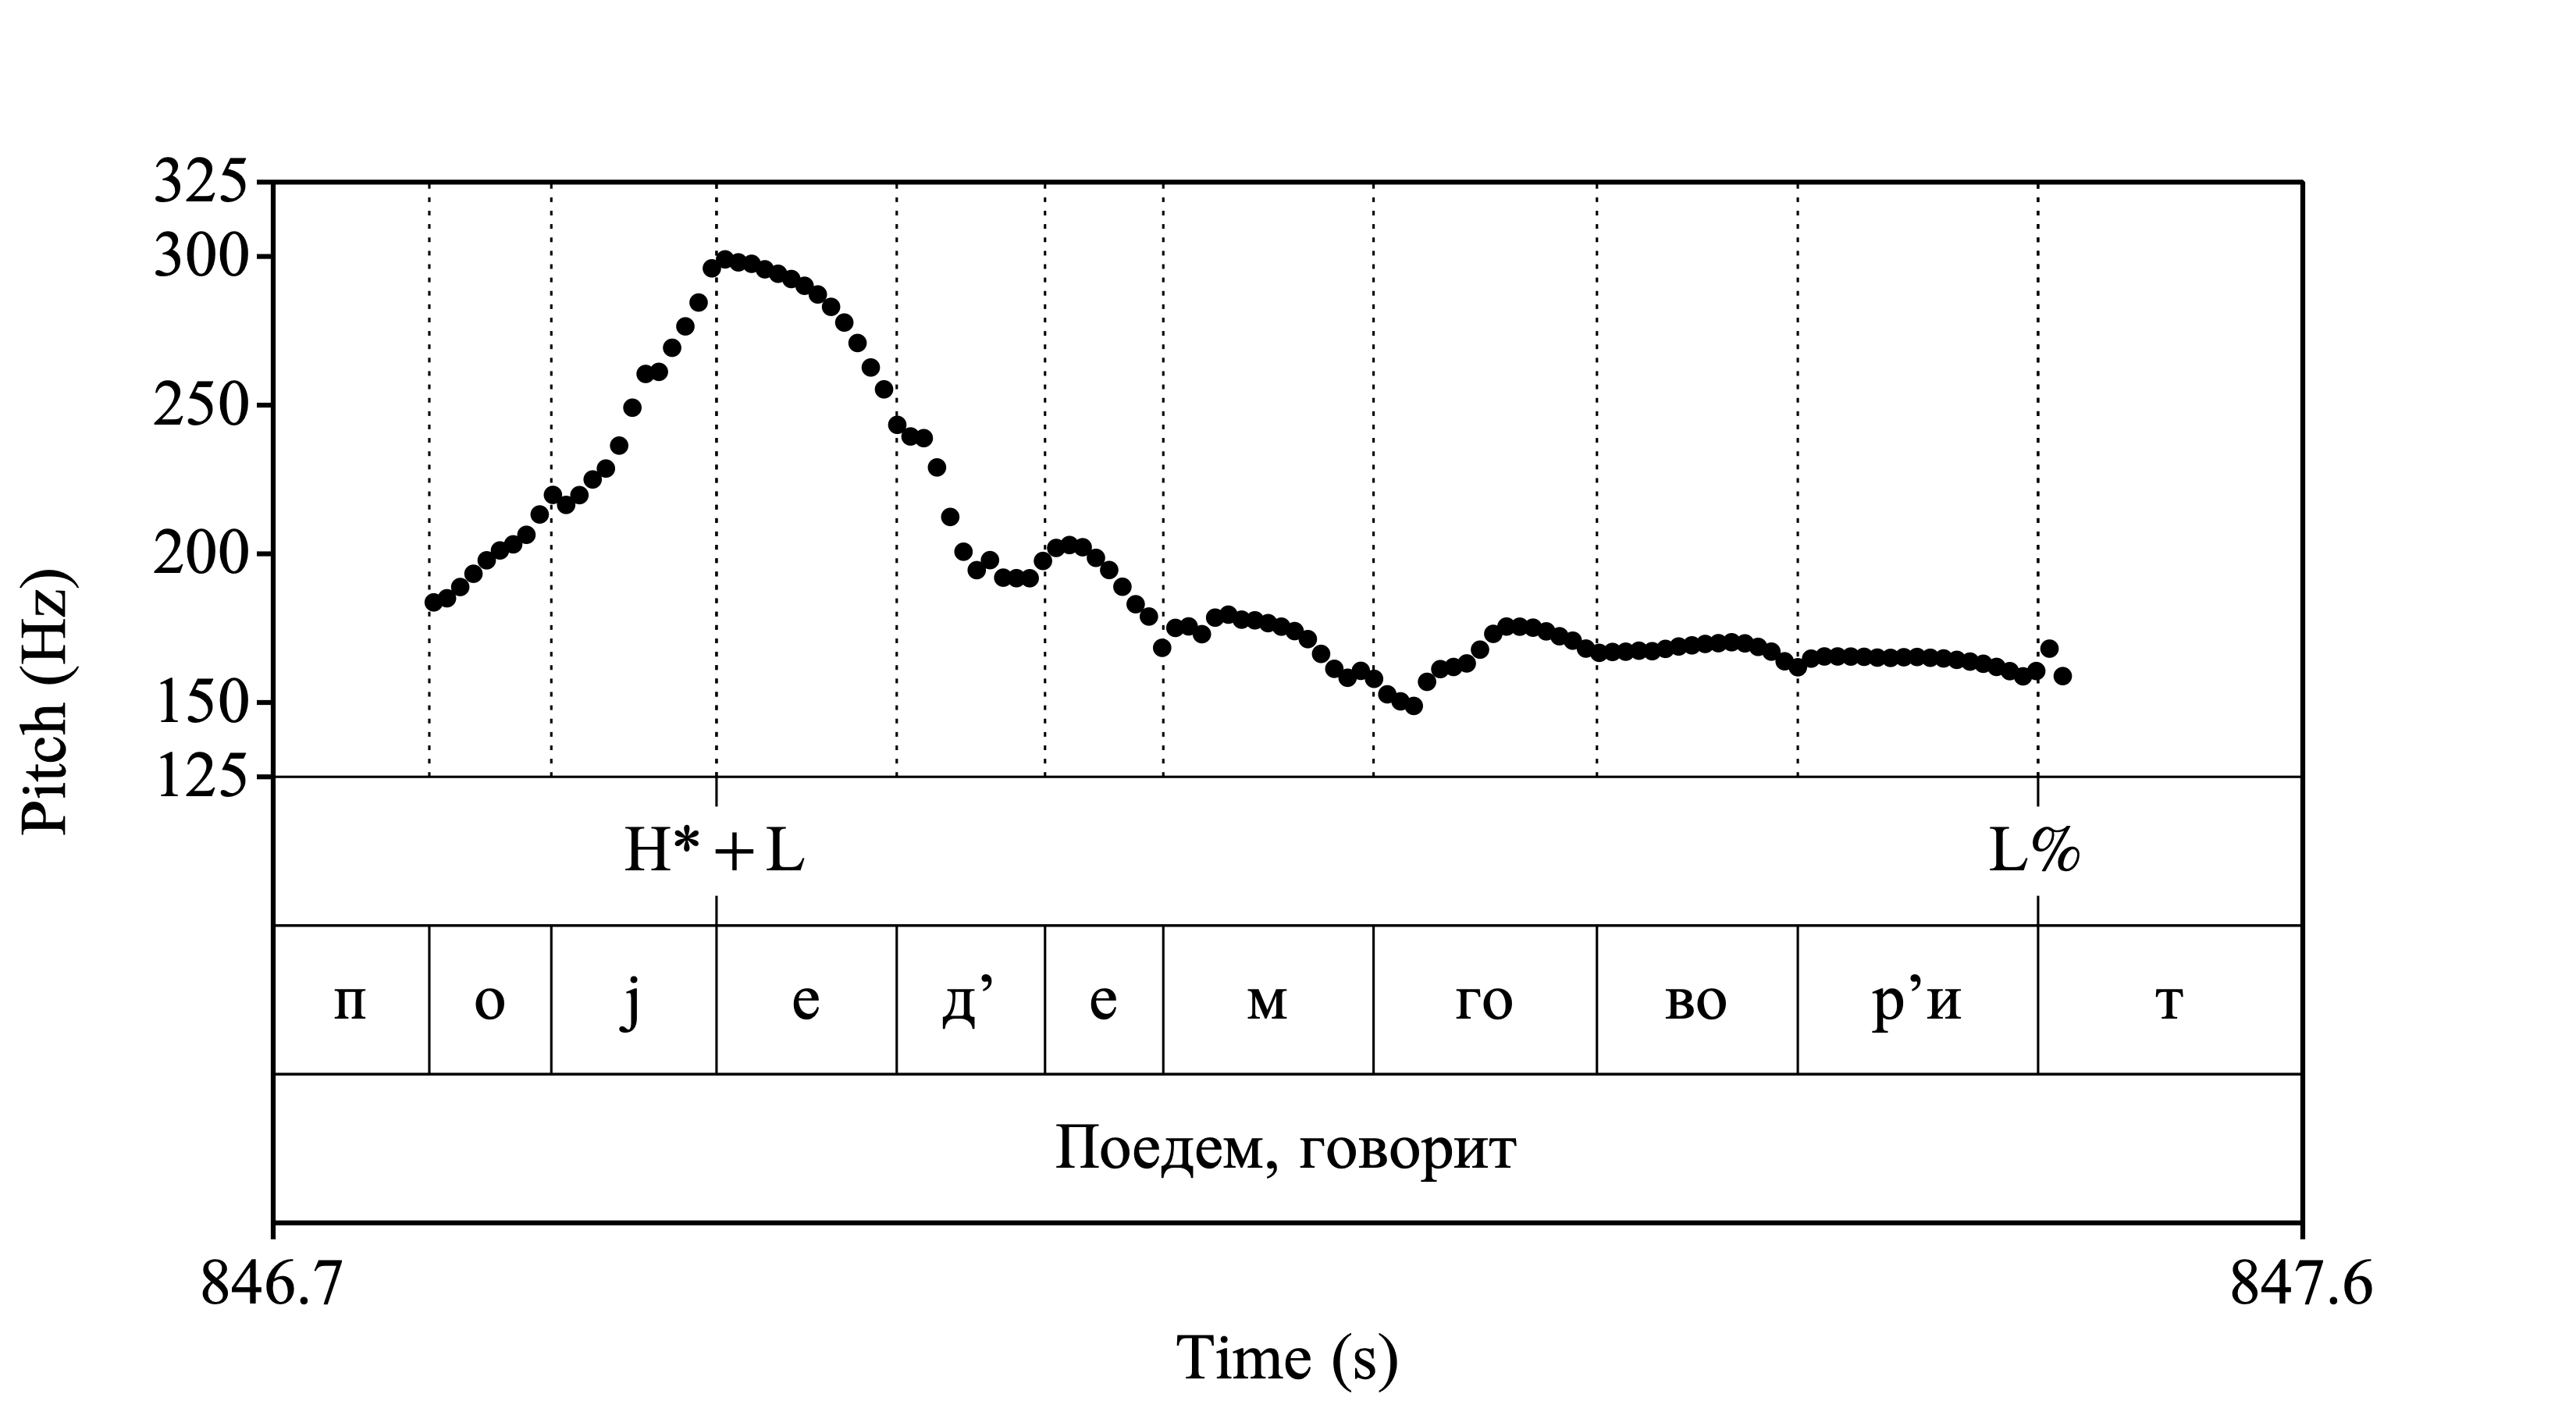 325
300
250
200
150
125
Pitch (Hz)
H* + L L%
п о j е д’ е м го во р’и т
Поедем, говорит
846.7 847.6
Time (s)